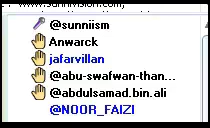 www.sunnivision.com,
@sunniism
Anwarck
jafarvillan
@abu-swafwan-than...
@abdulsamad.bin.ali
@NOOR_FAIZI